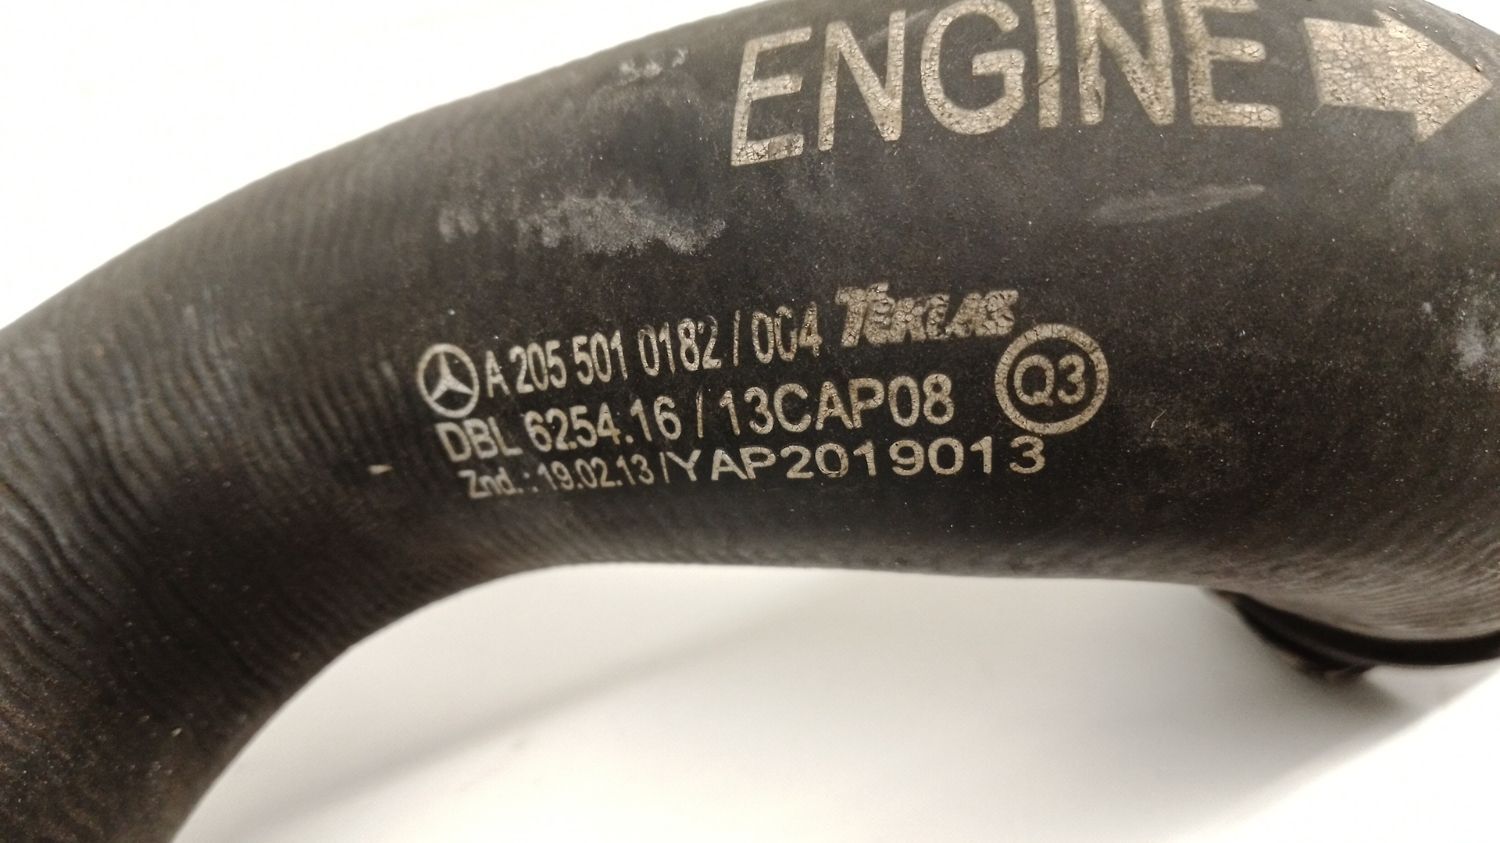 ENGINE
A 205 501 0182 / 004 TEKLAS
DBL 6254.16 / 13CAP08 Q3
Znd. : 19.02.13 / YAP2019013